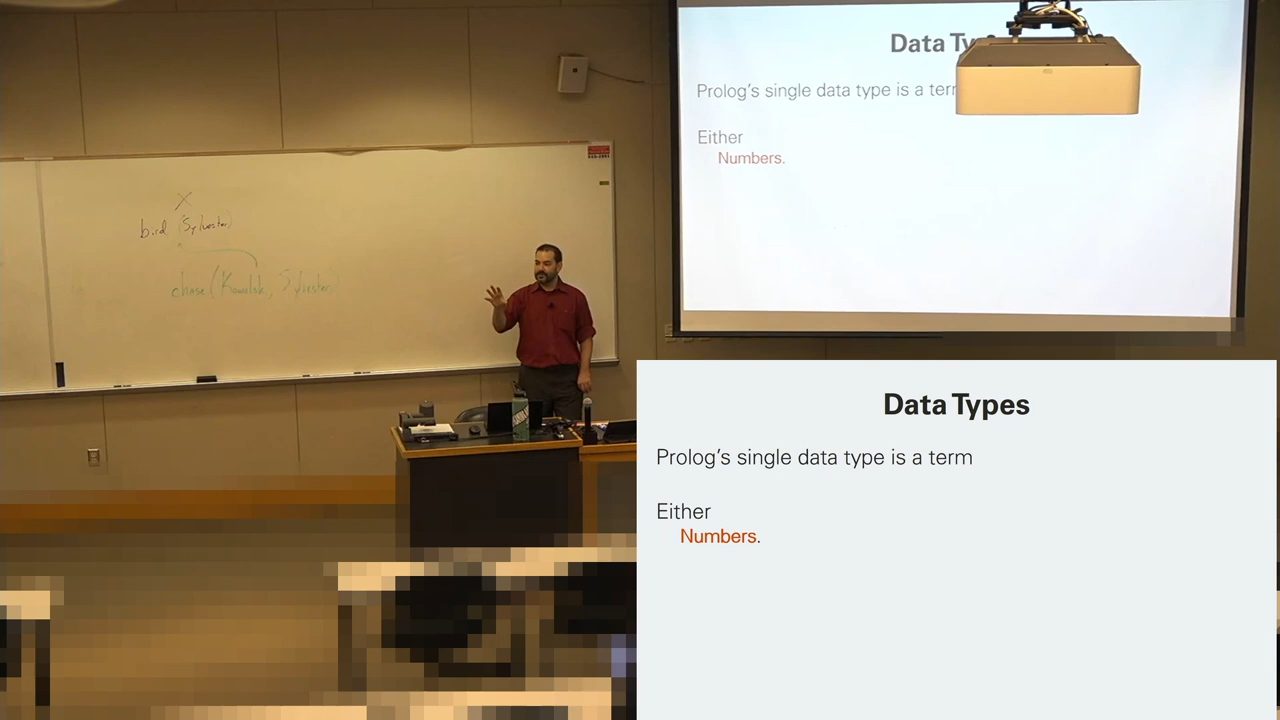 X
bird (Sylvester)
chase (Kowalski, Sylvester)
Data Ty
Prolog's single data type is a terr
Either
Numbers.
Data Types
Prolog's single data type is a term
Either
Numbers.